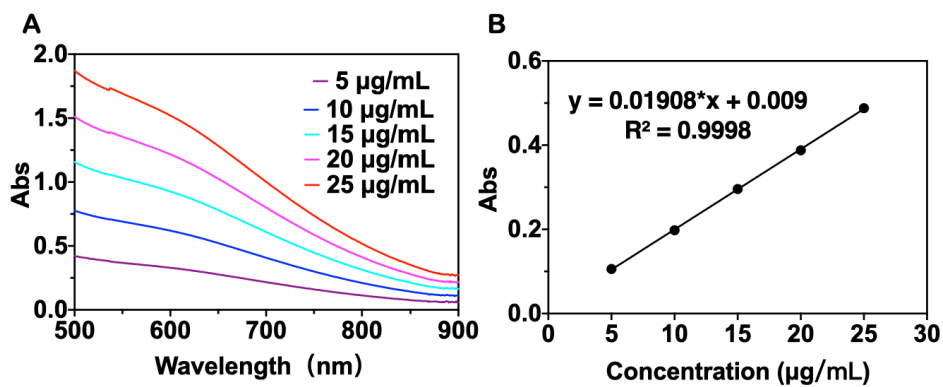 A
2.0
1.5
1.0
0.5
0.0
Abs
5 µg/mL
10 µg/mL
15 µg/mL
20 µg/mL
25 µg/mL
500
600
700
800
900
Wavelength（nm）
B
0.6
0.4
0.2
0.0
Abs
y = 0.01908*x + 0.009
R² = 0.9998
0
5
10
15
20
25
30
Concentration (µg/mL)